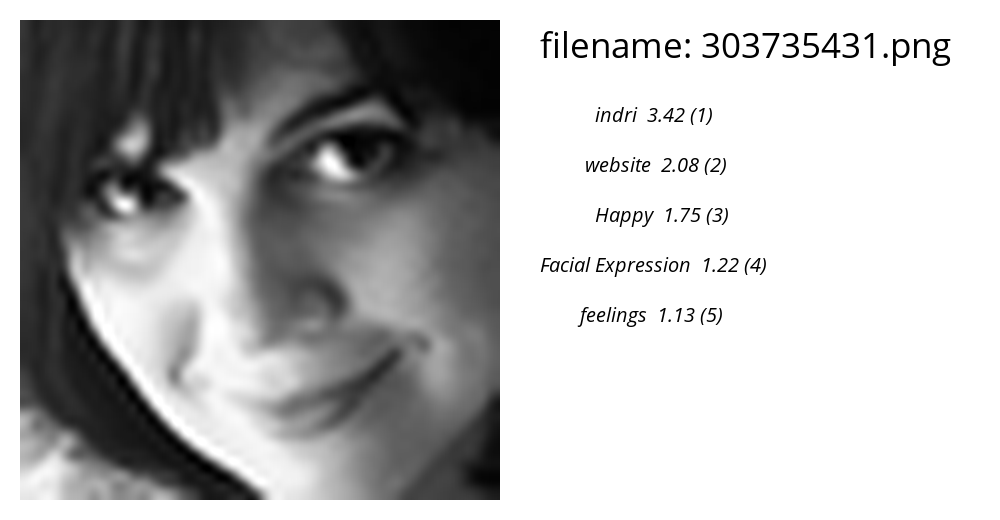 filename: 303735431.png
indri 3.42 (1)
website 2.08 (2)
Happy 1.75 (3)
Facial Expression 1.22 (4)
feelings 1.13 (5)